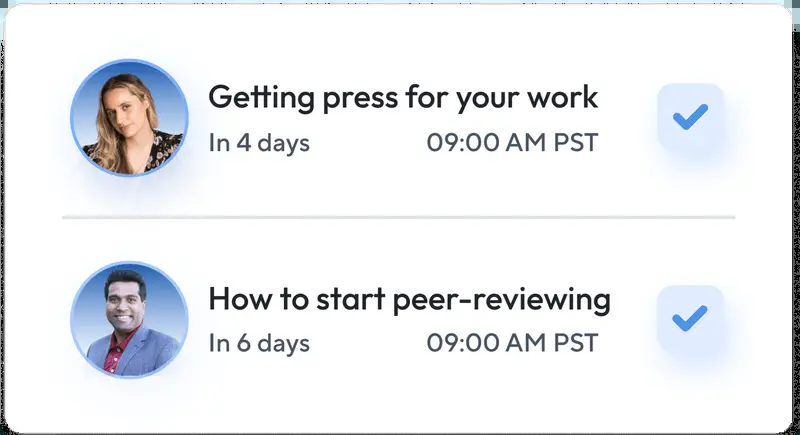 Getting press for your work
In 4 days 09:00 AM PST
How to start peer-reviewing
In 6 days 09:00 AM PST